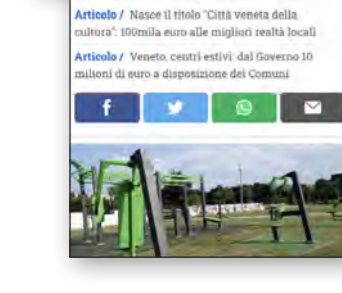 Articolo / Nasce il titolo "Città veneta della
cultura": 100mila euro alle migliori realtà locali
Articolo / Veneto, centri estivi: dal Governo 10
milioni di euro a disposizione dei Comuni